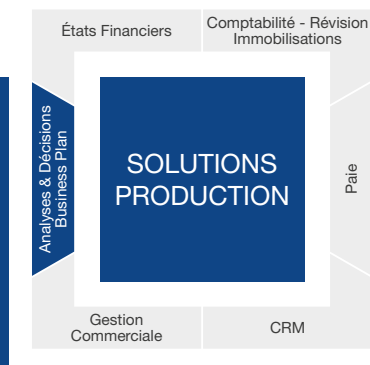 États Financiers
Comptabilité - Révision
Immobilisations
Analyses & Décisions
Business Plan
SOLUTIONS
PRODUCTION
Paie
Gestion
Commerciale
CRM